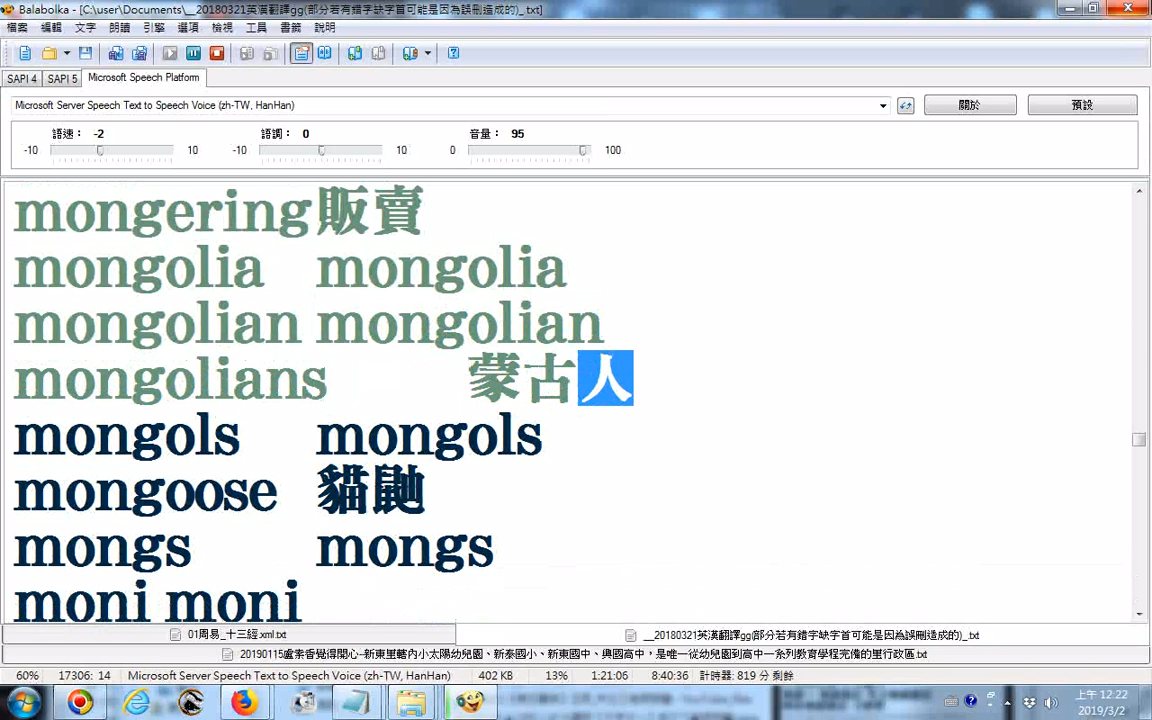 Balabolka - [C:\user\Documents\__20180321英漢翻譯gg(部分若有錯字缺字首可能是因為誤刪造成的)_.txt]
檔案 編輯 文字 朗讀 引擎 選項 檢視 工具 書籤 說明
SAPI 4 SAPI 5 Microsoft Speech Platform
Microsoft Server Speech Text to Speech Voice (zh-TW, HanHan) 關於 預設
語速： -2 語調： 0 音量： 95
-10 10 -10 10 0 100
mongering 販賣
mongolia mongolia
mongolian mongolian
mongolians 蒙古人
mongols mongols
mongoose 貓鼬
mongs mongs
moni moni
01周易_十三經.xml.txt __20180321英漢翻譯gg(部分若有錯字缺字首可能是因為誤刪造成的)_.txt
20190115盧素香覺得開心-新東里轄內小太陽幼兒園、新泰國小、新東國中、興國高中，是唯一從幼兒園到高中一系列教育學程完備的里行政區.txt
60% 17306: 14 Microsoft Server Speech Text to Speech Voice (zh-TW, HanHan) 402 KB 13% 1:21:06 8:40:36 計時器: 819 分 剩餘
上午 12:22
2019/3/2